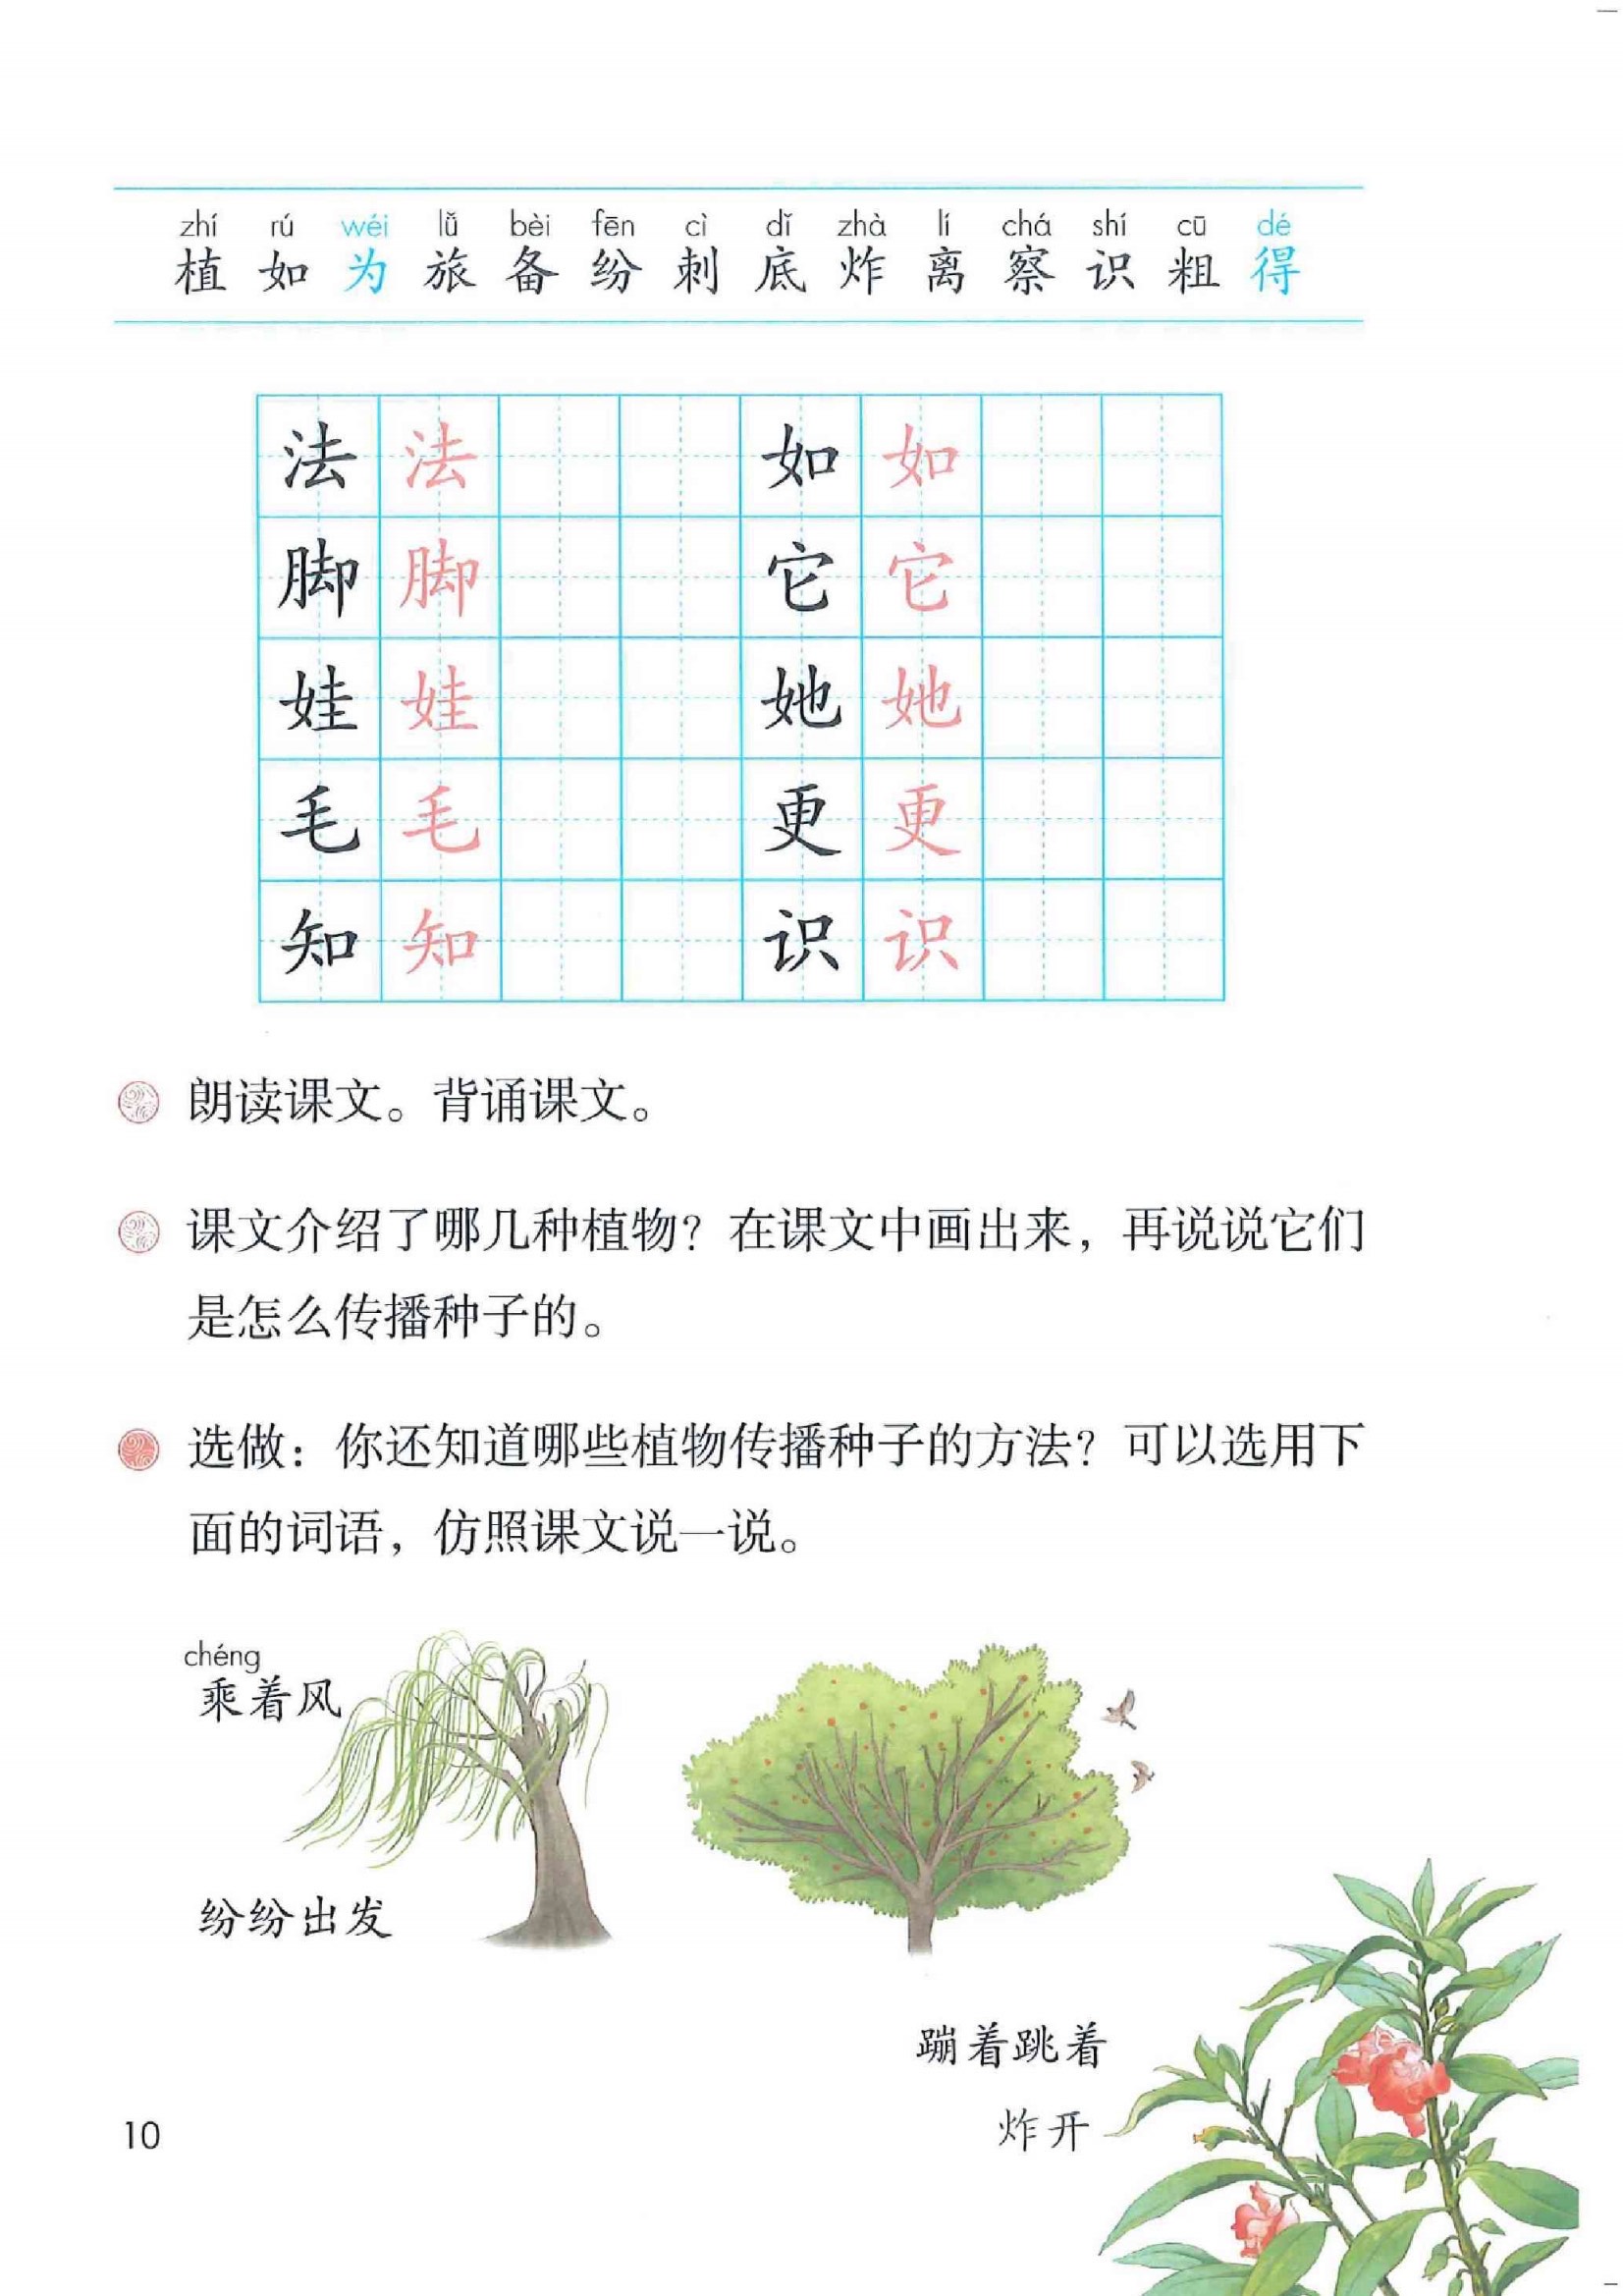 zhí rú wéi lǚ bèi fēn cì dǐ zhà lí chá shí cū dé
植 如 为 旅 备 纷 刺 底 炸 离 察 识 粗 得
法 法 如 如
脚 脚 它 它
娃 娃 她 她
毛 毛 更 更
知 知 识 识
朗读课文。背诵课文。
课文介绍了哪几种植物？在课文中画出来，再说说它们
是怎么传播种子的。
选做：你还知道哪些植物传播种子的方法？可以选用下
面的词语，仿照课文说一说。
chéng
乘着风
纷纷出发
蹦着跳着
炸开
10